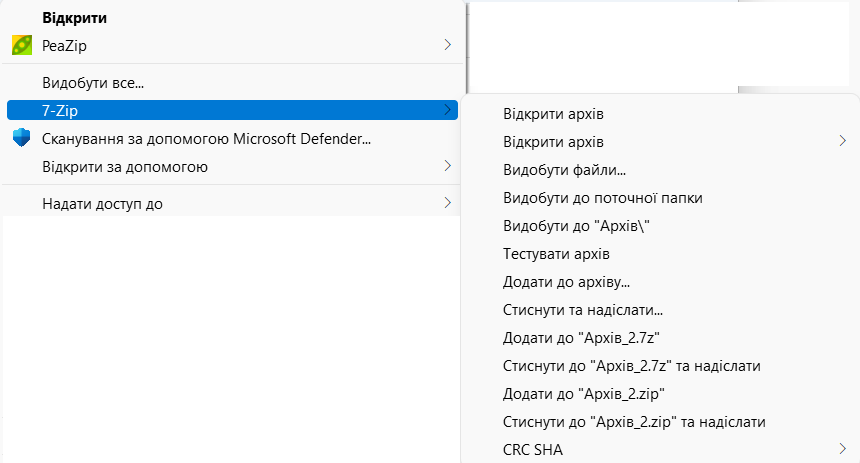 Відкрити
PeaZip
Видобути все...
7-Zip
Сканування за допомогою Microsoft Defender...
Відкрити за допомогою
Надати доступ до
Відкрити архів
Відкрити архів
Видобути файли...
Видобути до поточної папки
Видобути до "Архів\"
Тестувати архів
Додати до архіву...
Стиснути та надіслати...
Додати до "Архів_2.7z"
Стиснути до "Архів_2.7z" та надіслати
Додати до "Архів_2.zip"
Стиснути до "Архів_2.zip" та надіслати
CRC SHA